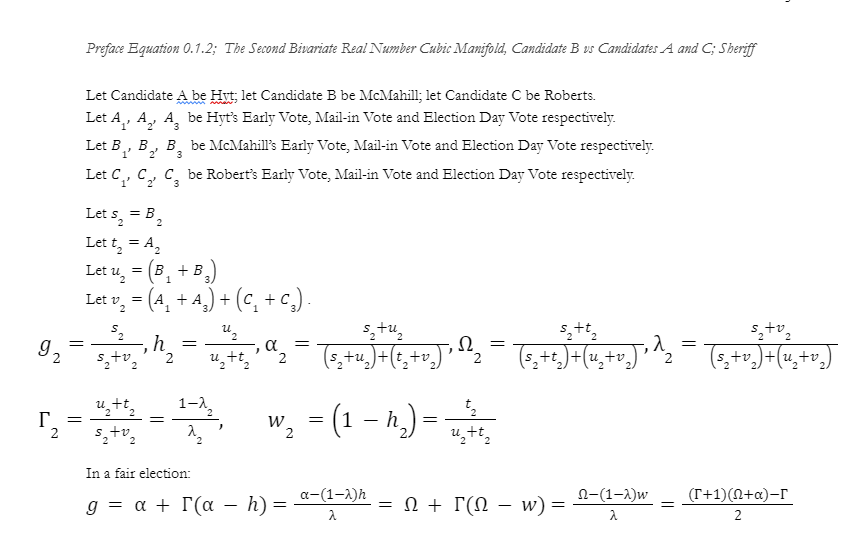 Preface Equation 0.1.2; The Second Bivariate Real Number Cubic Manifold, Candidate B vs Candidates A and C; Sheriff
Let Candidate A be Hyt; let Candidate B be McMahill; let Candidate C be Roberts.
Let A₁, A₂, A₃ be Hyt's Early Vote, Mail-in Vote and Election Day Vote respectively.
Let B₁, B₂, B₃ be McMahill's Early Vote, Mail-in Vote and Election Day Vote respectively.
Let C₁, C₂, C₃ be Robert's Early Vote, Mail-in Vote and Election Day Vote respectively.
Let s₂ = B₂
Let t₂ = A₂
Let u₂ = (B₁ + B₃)
Let v₂ = (A₁ + A₃) + (C₁ + C₃).
g₂ = s₂/(s₂+v₂), h₂ = u₂/(u₂+t₂), α₂ = (s₂+u₂)/((s₂+u₂)+(t₂+v₂)), Ω₂ = (s₂+t₂)/((s₂+t₂)+(u₂+v₂)), λ₂ = (s₂+v₂)/((s₂+v₂)+(u₂+v₂))
Γ₂ = (u₂+t₂)/(s₂+v₂) = (1−λ₂)/λ₂, w₂ = (1 − h₂) = t₂/(u₂+t₂)
In a fair election:
g = α + Γ(α − h) = (α−(1−λ)h)/λ = Ω + Γ(Ω − w) = (Ω−(1−λ)w)/λ = ((Γ+1)(Ω+α)−Γ)/2